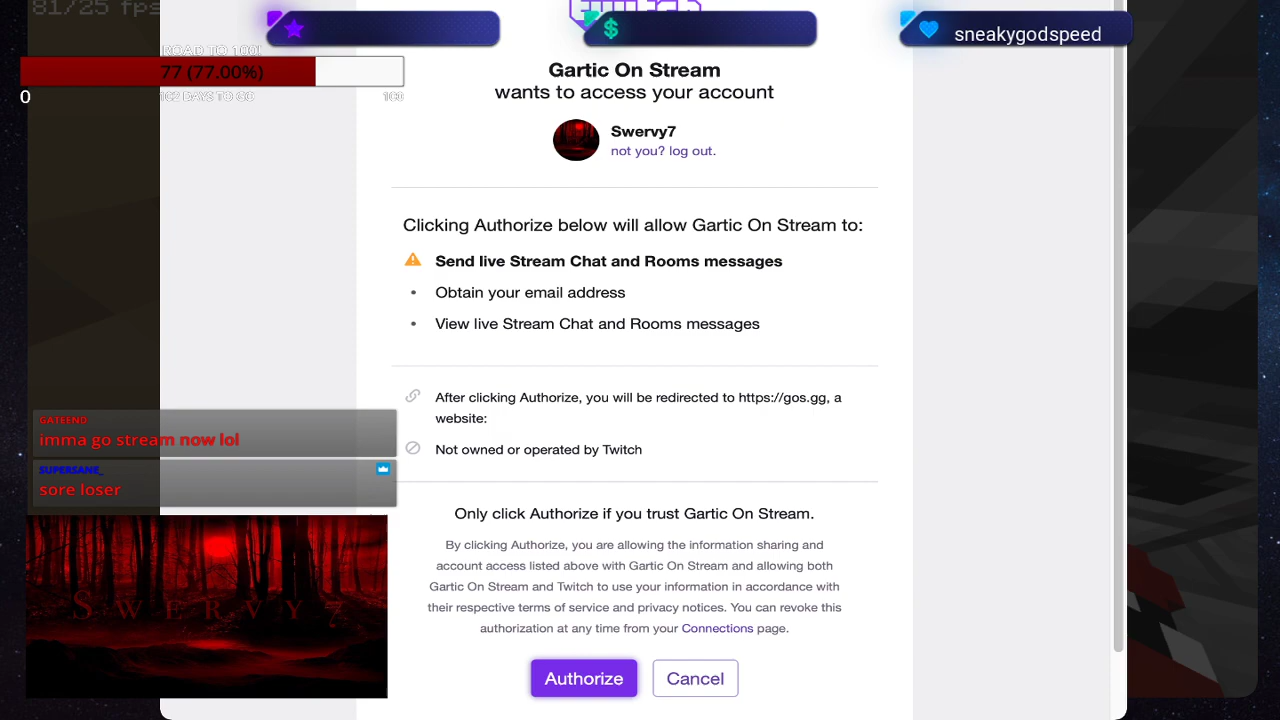 81/25 fps
sneakygodspeed
ROAD TO 100!
77 (77.00%)
0
102 DAYS TO GO
100
Gartic On Stream
wants to access your account
Swervy7
not you? log out.
Clicking Authorize below will allow Gartic On Stream to:
Send live Stream Chat and Rooms messages
• Obtain your email address
• View live Stream Chat and Rooms messages
After clicking Authorize, you will be redirected to https://gos.gg, a
website:
Not owned or operated by Twitch
GATEEND
imma go stream now lol
SUPERSANE_
sore loser
SWERVY7
Only click Authorize if you trust Gartic On Stream.
By clicking Authorize, you are allowing the information sharing and
account access listed above with Gartic On Stream and allowing both
Gartic On Stream and Twitch to use your information in accordance with
their respective terms of service and privacy notices. You can revoke this
authorization at any time from your Connections page.
Authorize
Cancel